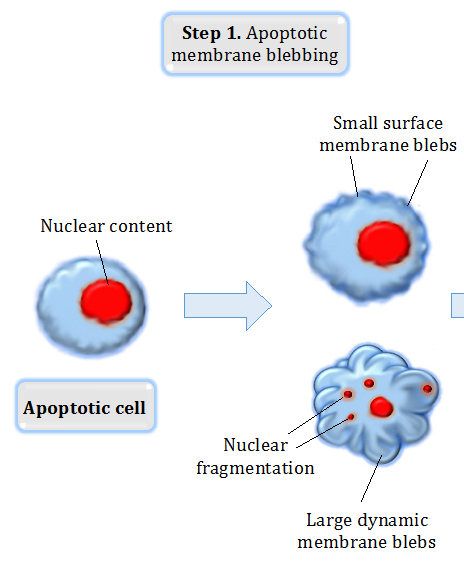 Step 1. Apoptotic
membrane blebbing
Small surface
membrane blebs
Nuclear content
Apoptotic cell
Nuclear
fragmentation
Large dynamic
membrane blebs